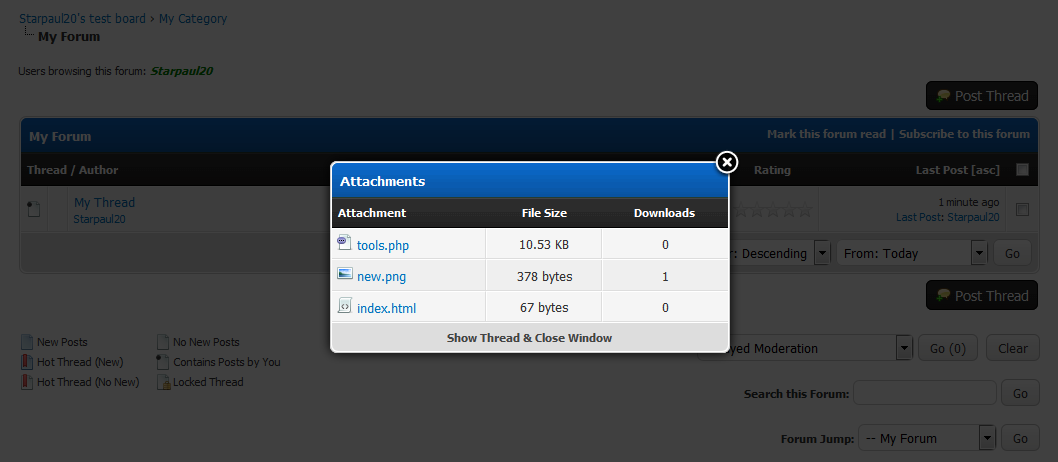 Starpaul20's test board › My Category
My Forum
Users browsing this forum: Starpaul20
Post Thread
My Forum
Mark this forum read | Subscribe to this forum
Thread / Author
Rating
Last Post [asc]
My Thread
Starpaul20
1 minute ago
Last Post: Starpaul20
Attachments
Attachment File Size Downloads
tools.php 10.53 KB 0
new.png 378 bytes 1
index.html 67 bytes 0
Show Thread & Close Window
Descending
From: Today
Go
Post Thread
New Posts
No New Posts
Hot Thread (New)
Contains Posts by You
Hot Thread (No New)
Locked Thread
Moderation
Go (0)
Clear
Search this Forum:
Go
Forum Jump:
-- My Forum
Go